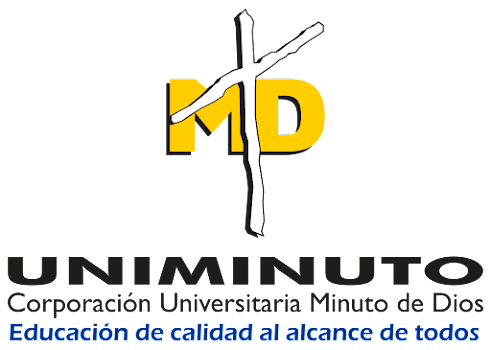 MD
UNIMINUTO
Corporación Universitaria Minuto de Dios
Educación de calidad al alcance de todos